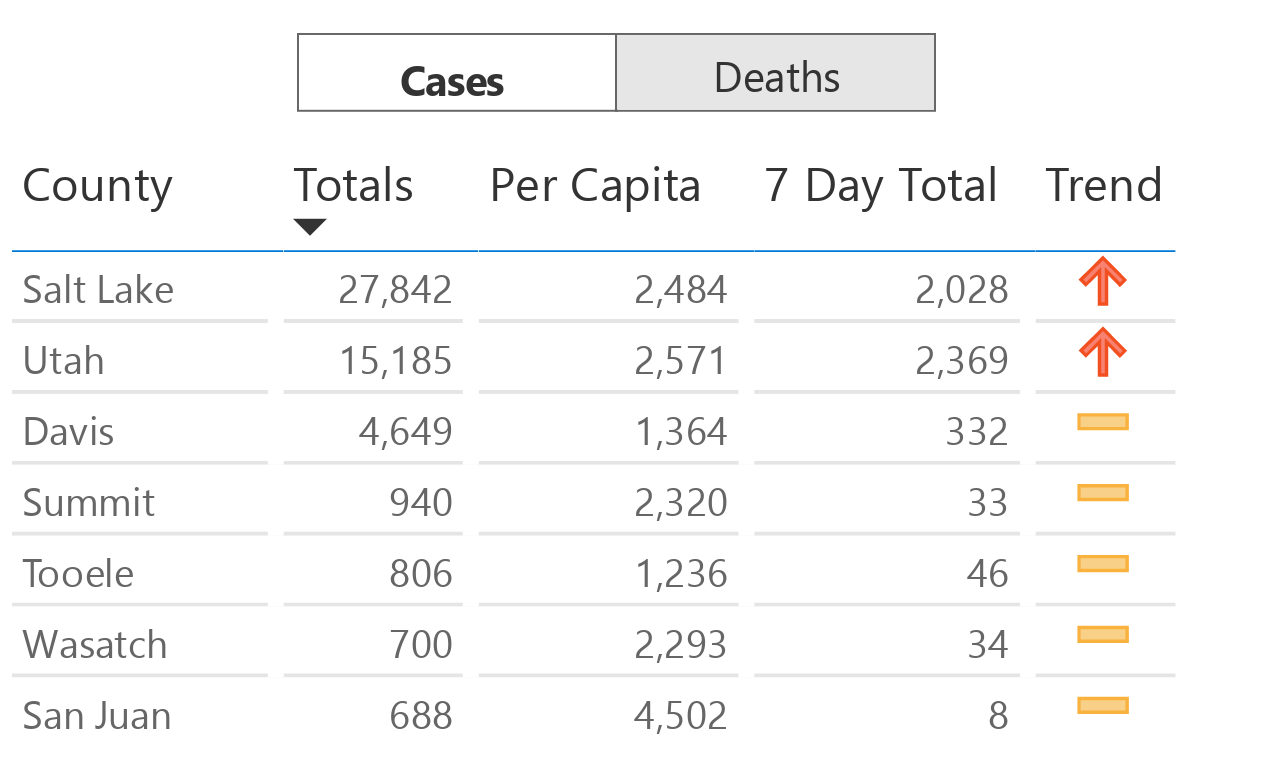 Cases Deaths
County Totals Per Capita 7 Day Total Trend
Salt Lake 27,842 2,484 2,028
Utah 15,185 2,571 2,369
Davis 4,649 1,364 332
Summit 940 2,320 33
Tooele 806 1,236 46
Wasatch 700 2,293 34
San Juan 688 4,502 8